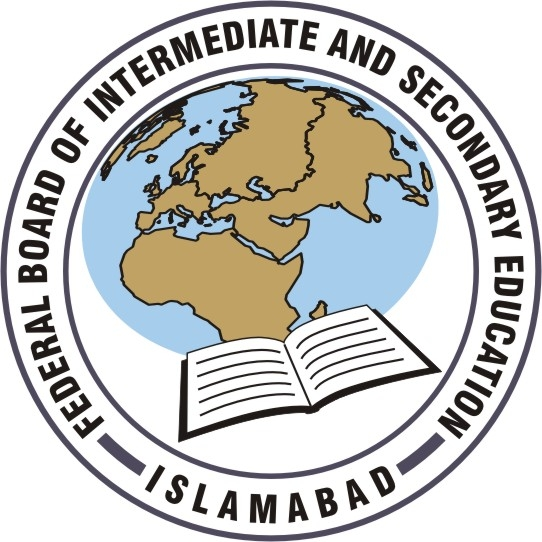 FEDERAL BOARD OF INTERMEDIATE AND SECONDARY EDUCATION
ISLAMABAD